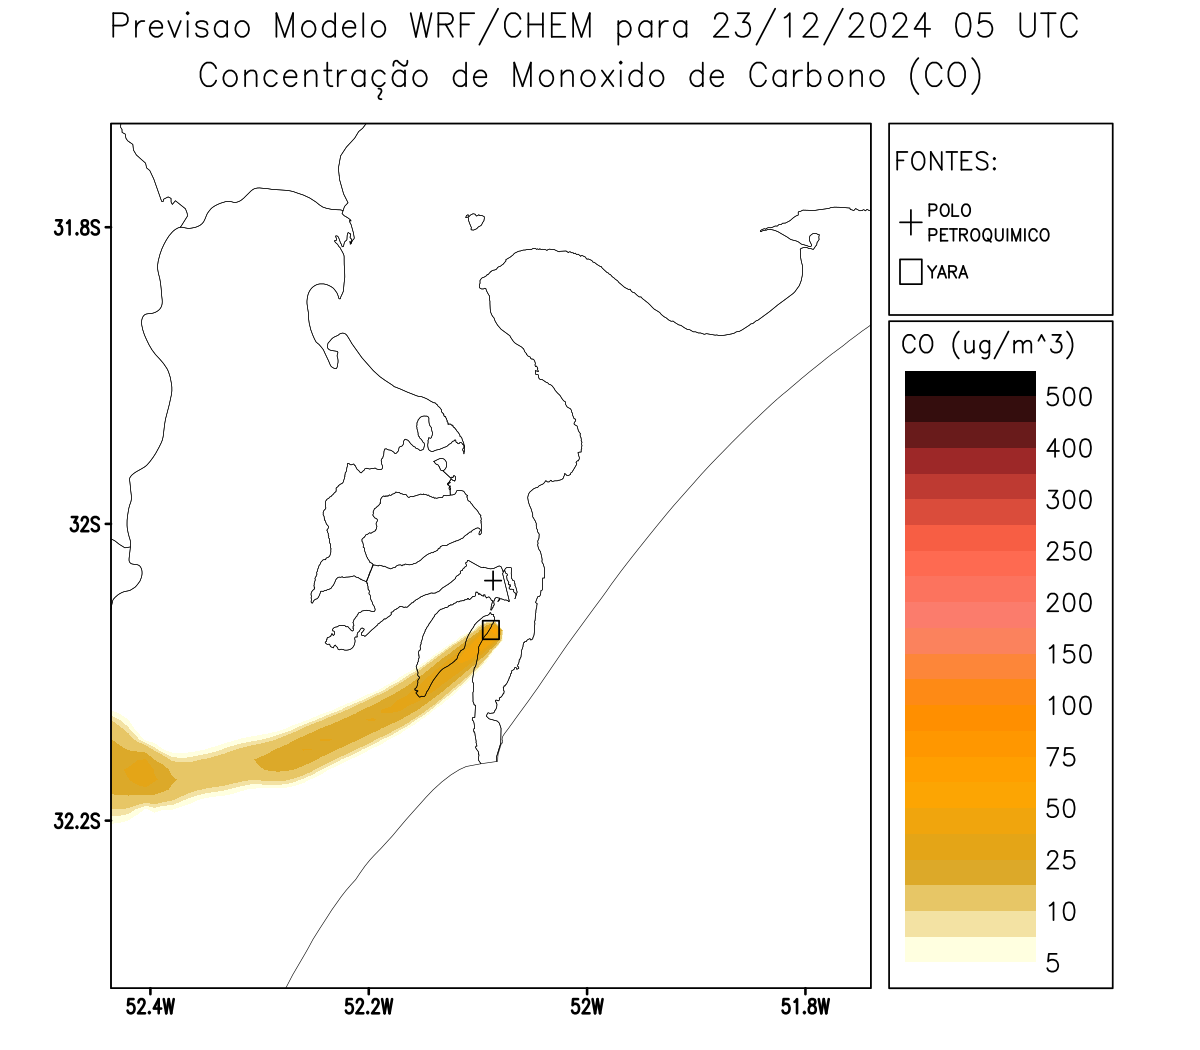 Previsao Modelo WRF/CHEM para 23/12/2024 05 UTC
Concentração de Monoxido de Carbono (CO)
FONTES:
POLO
PETROQUIMICO
YARA
CO (ug/m^3)
500
400
300
250
200
150
100
75
50
25
10
5
31.8S
32S
32.2S
52.4W
52.2W
52W
51.8W